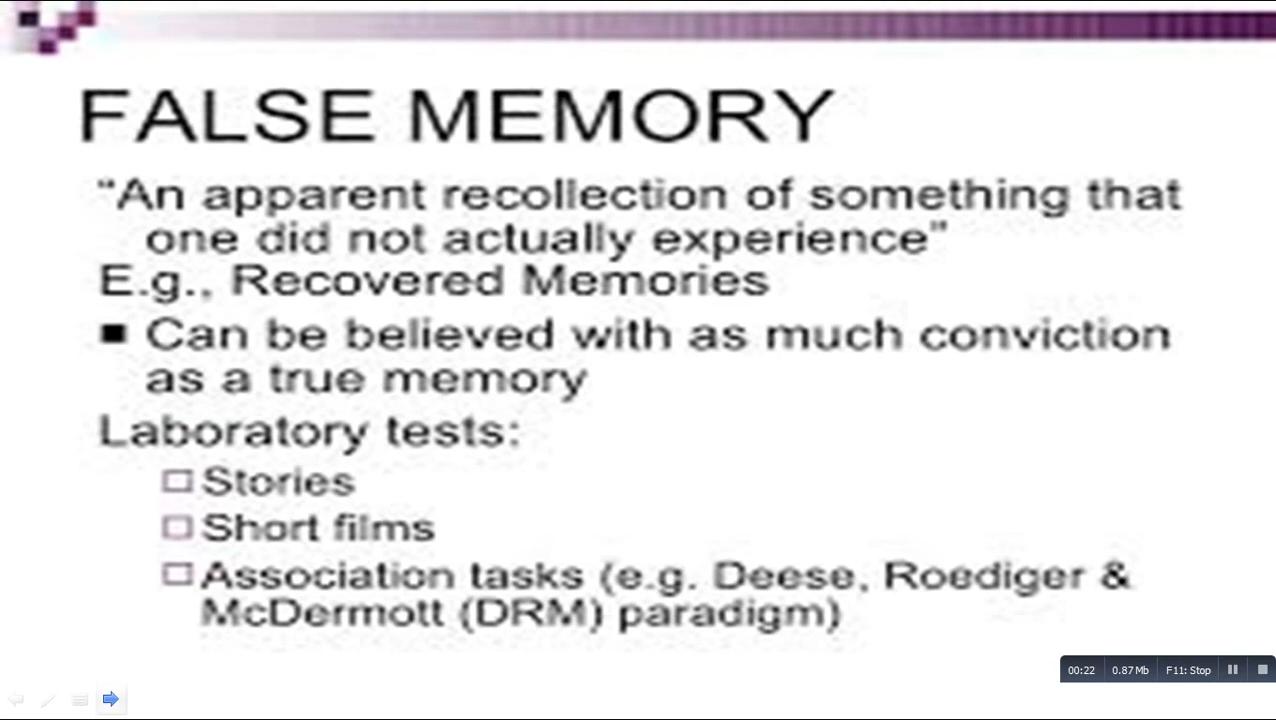 FALSE MEMORY
“An apparent recollection of something that
one did not actually experience”
E.g., Recovered Memories
■ Can be believed with as much conviction
as a true memory
Laboratory tests:
□ Stories
□ Short films
□ Association tasks (e.g. Deese, Roediger &
McDermott (DRM) paradigm)
00:22 0.87 Mb F11: Stop